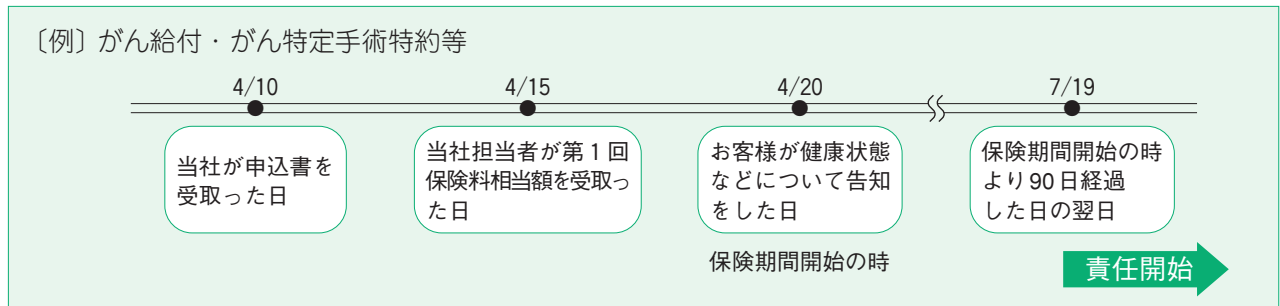 〔例〕がん給付・がん特定手術特約等
4/10
4/15
4/20
7/19
当社が申込書を
受取った日
当社担当者が第1回
保険料相当額を受取っ
た日
お客様が健康状態
などについて告知
をした日
保険期間開始の時
より90日経過
した日の翌日
保険期間開始の時
責任開始